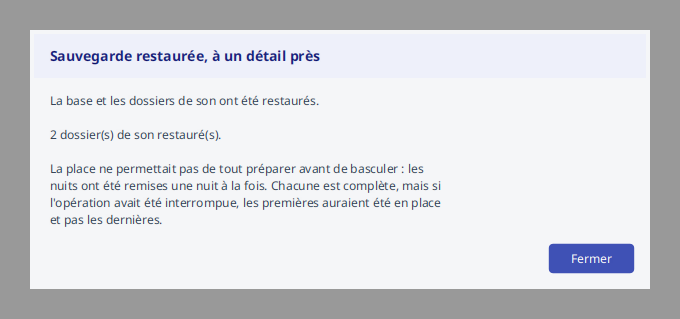 Sauvegarde restaurée, à un détail près
La base et les dossiers de son ont été restaurés.
2 dossier(s) de son restauré(s).
La place ne permettait pas de tout préparer avant de basculer : les
nuits ont été remises une nuit à la fois. Chacune est complète, mais si
l'opération avait été interrompue, les premières auraient été en place
et pas les dernières.
Fermer